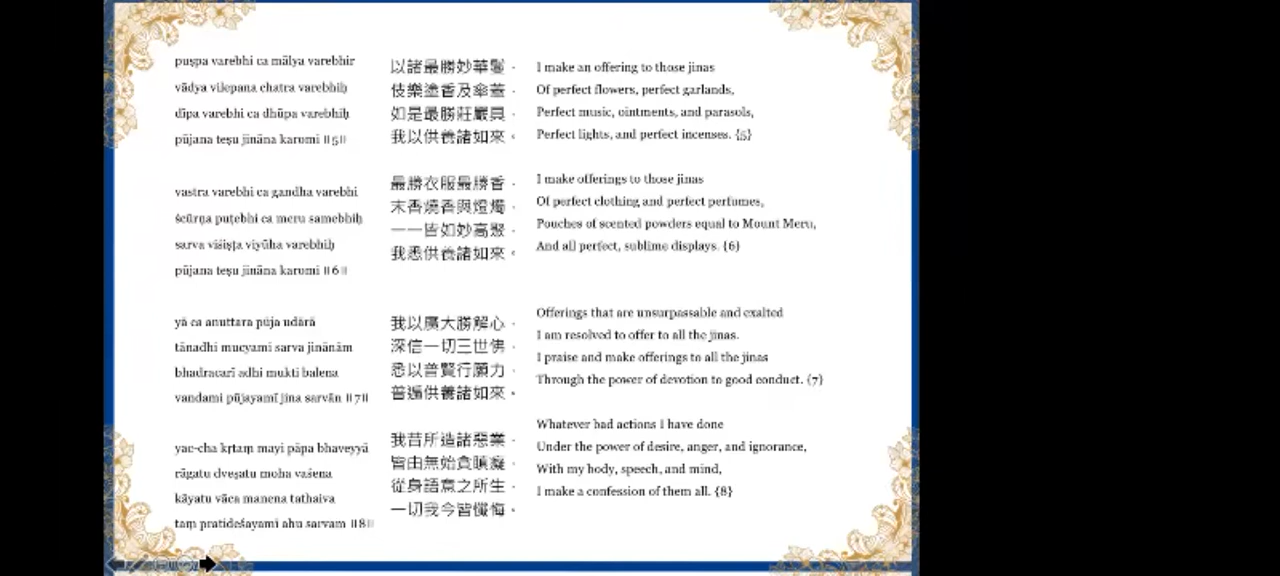 puṣpa varebhi ca mālya varebhir
vādya vilepana chatra varebhiḥ
dīpa varebhi ca dhūpa varebhiḥ
pūjana teṣu jināna karomi ॥5॥
vastra varebhi ca gandha varebhi
ścūrṇa puṭebhi ca meru samebhiḥ
sarva viśiṣṭa viyūha varebhiḥ
pūjana teṣu jināna karomi ॥6॥
yā ca anuttara pūja udārā
tānadhi mucyami sarva jinānām
bhadracarī adhi mukti balena
vandami pūjayamī jina sarvān ॥7॥
yac-cha kṛtaṃ mayi pāpa bhaveyyā
rāgatu dveṣatu moha vaśena
kāyatu vāca manena tathaiva
taṃ pratideśayamī ahu sarvam ॥8॥
以諸最勝妙華鬘，
伎樂塗香及傘蓋，
如是最勝莊嚴具，
我以供養諸如來。
最勝衣服最勝香，
末香燒香與燈燭，
一一皆如妙高聚，
我悉供養諸如來。
我以廣大勝解心，
深信一切三世佛，
悉以普賢行願力，
普遍供養諸如來。
我昔所造諸惡業，
皆由無始貪瞋癡，
從身語意之所生，
一切我今皆懺悔。
I make an offering to those jinas
Of perfect flowers, perfect garlands,
Perfect music, ointments, and parasols,
Perfect lights, and perfect incenses. {5}
I make offerings to those jinas
Of perfect clothing and perfect perfumes,
Pouches of scented powders equal to Mount Meru,
And all perfect, sublime displays. {6}
Offerings that are unsurpassable and exalted
I am resolved to offer to all the jinas.
I praise and make offerings to all the jinas
Through the power of devotion to good conduct. {7}
Whatever bad actions I have done
Under the power of desire, anger, and ignorance,
With my body, speech, and mind,
I make a confession of them all. {8}